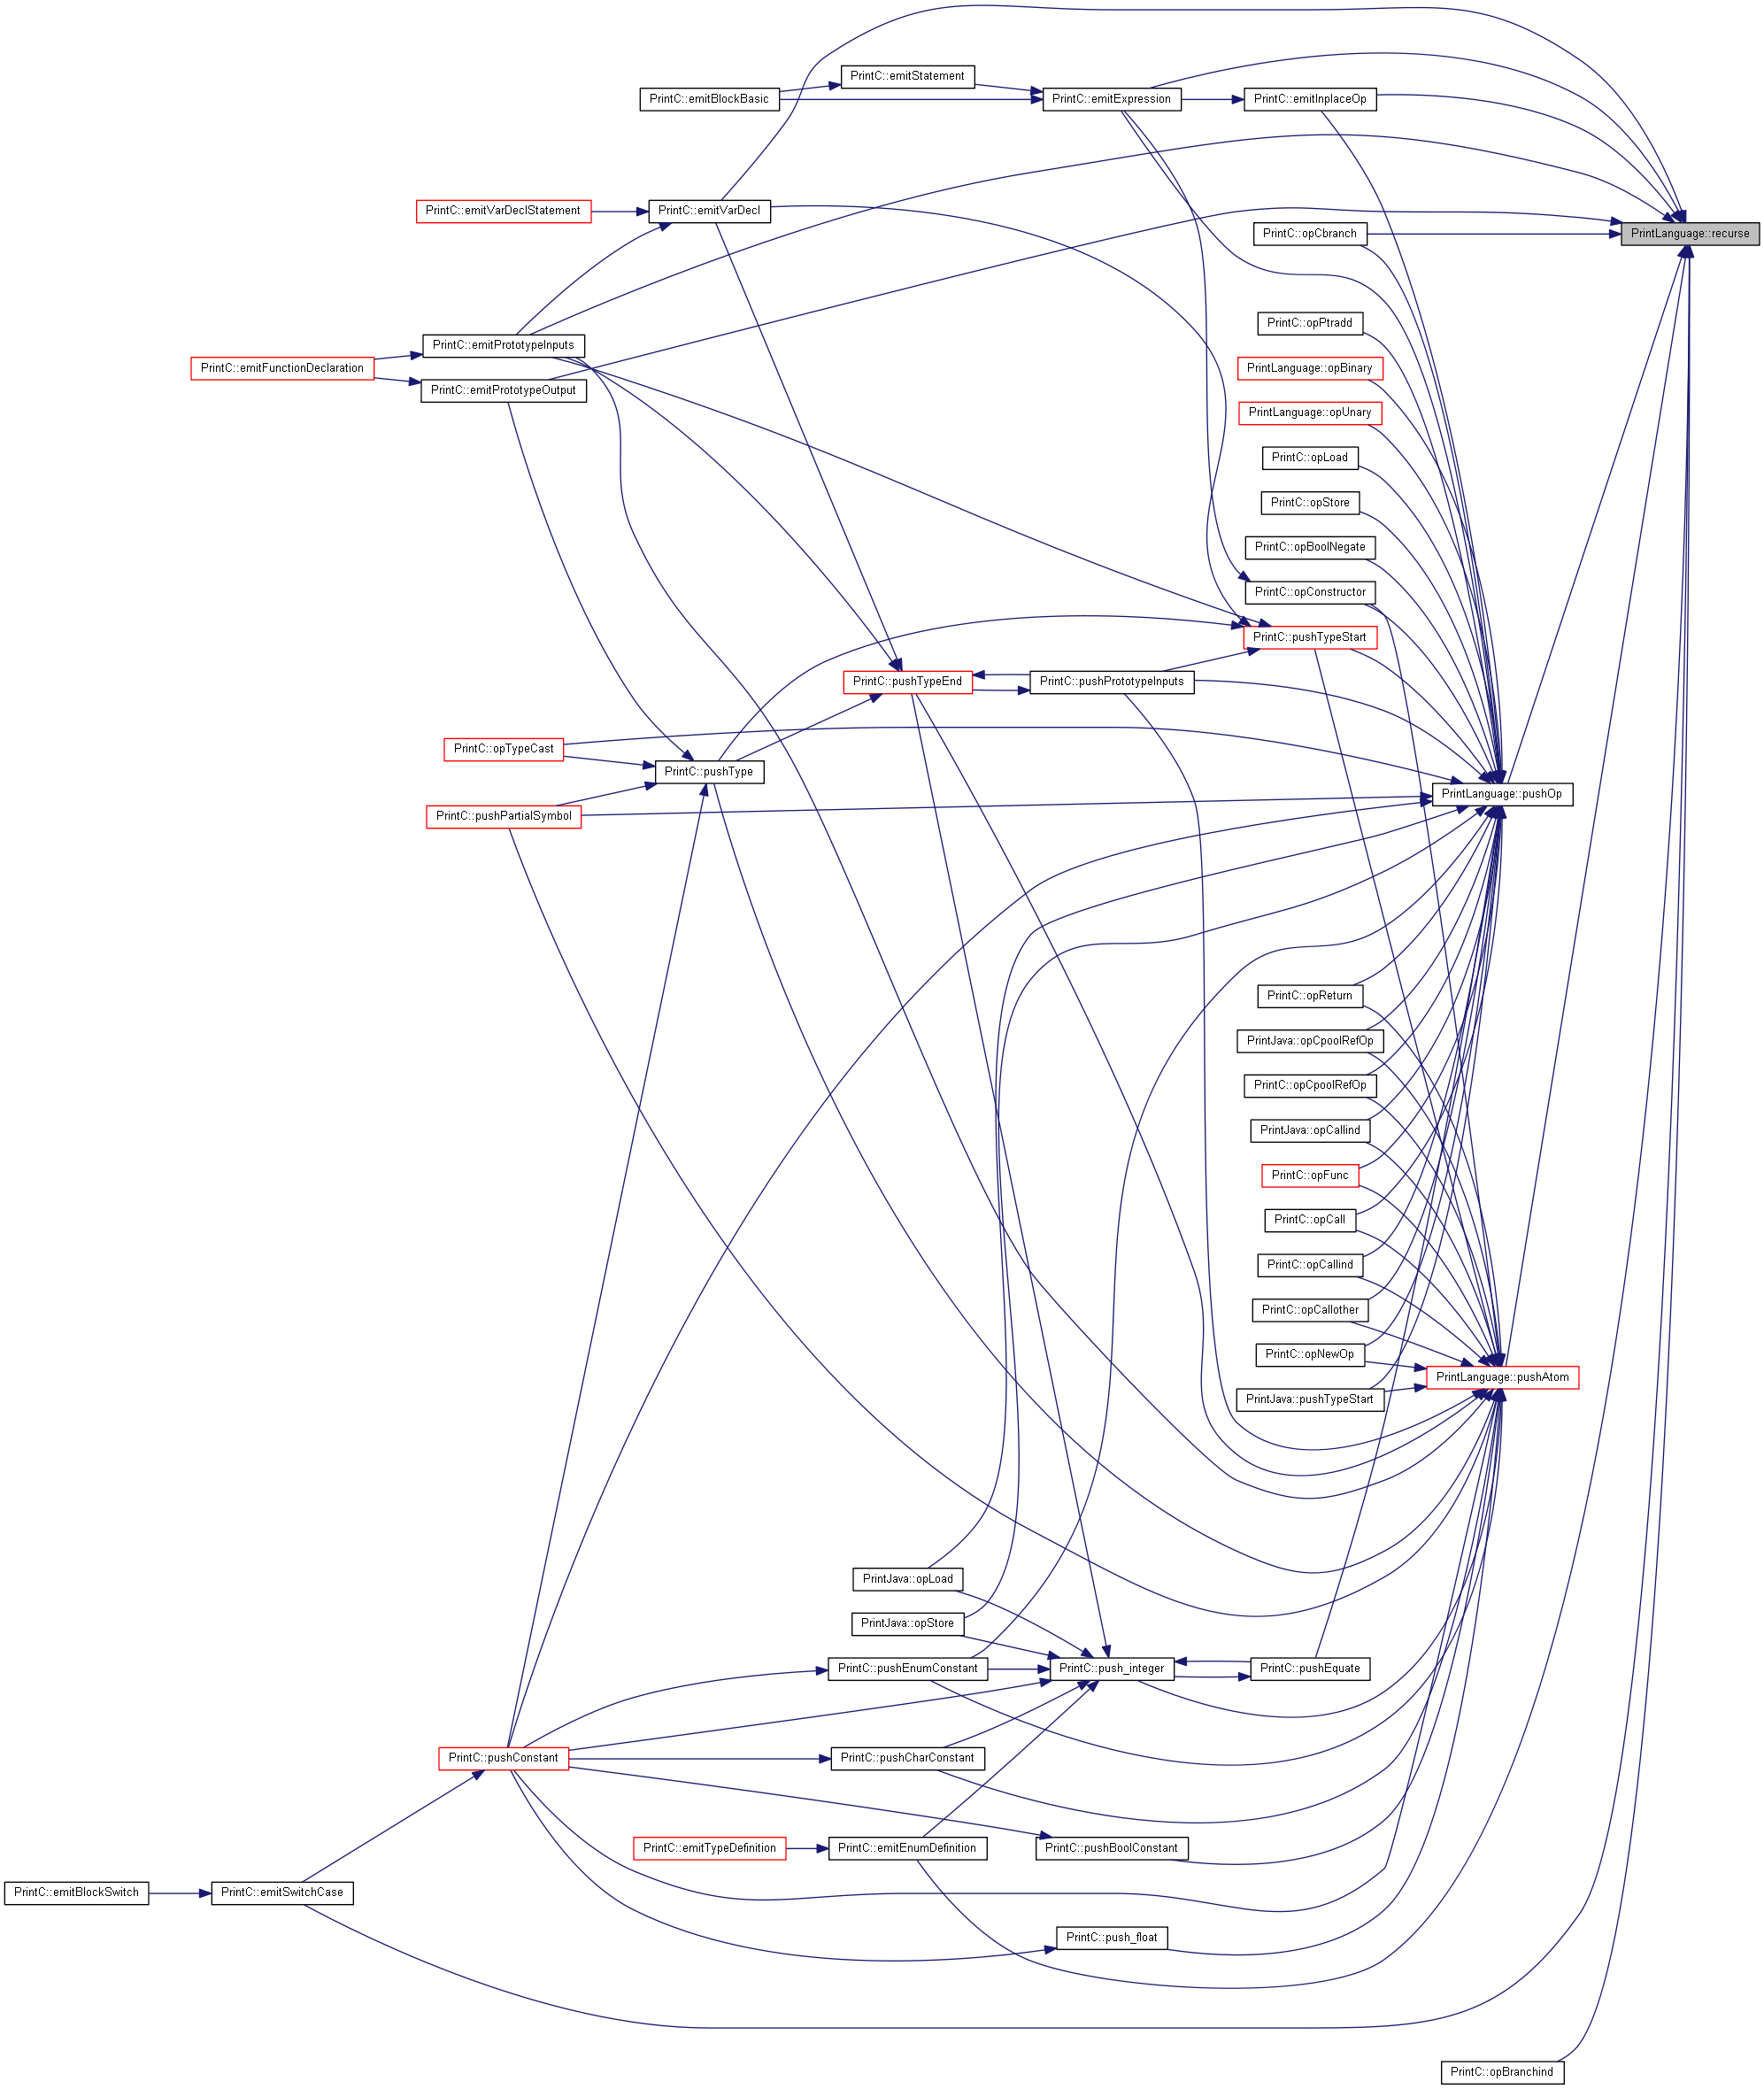 PrintC::emitStatement
PrintC::emitBlockBasic
PrintC::emitExpression
PrintC::emitInplaceOp
PrintC::emitVarDeclStatement
PrintC::emitVarDecl
PrintC::opCbranch
PrintLanguage::recurse
PrintC::opPtradd
PrintC::emitPrototypeInputs
PrintC::emitFunctionDeclaration
PrintLanguage::opBinary
PrintC::emitPrototypeOutput
PrintLanguage::opUnary
PrintC::opLoad
PrintC::opStore
PrintC::opBoolNegate
PrintC::opConstructor
PrintC::pushTypeStart
PrintC::pushTypeEnd
PrintC::pushPrototypeInputs
PrintC::opTypeCast
PrintC::pushType
PrintLanguage::pushOp
PrintC::pushPartialSymbol
PrintC::opReturn
PrintJava::opCpoolRefOp
PrintC::opCpoolRefOp
PrintJava::opCallind
PrintC::opFunc
PrintC::opCall
PrintC::opCallind
PrintC::opCallother
PrintC::opNewOp
PrintLanguage::pushAtom
PrintJava::pushTypeStart
PrintJava::opLoad
PrintJava::opStore
PrintC::pushEnumConstant
PrintC::push_integer
PrintC::pushEquate
PrintC::pushConstant
PrintC::pushCharConstant
PrintC::emitTypeDefinition
PrintC::emitEnumDefinition
PrintC::pushBoolConstant
PrintC::emitBlockSwitch
PrintC::emitSwitchCase
PrintC::push_float
PrintC::opBranchind